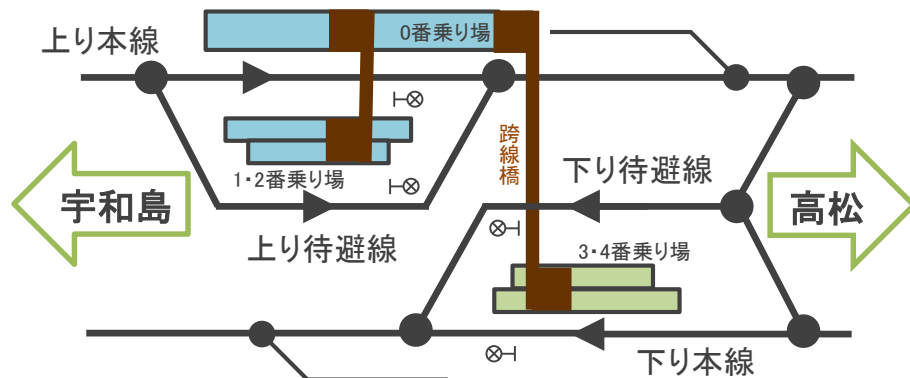 上り本線
0番乗り場
1・2番乗り場
跨線橋
下り待避線
宇和島
高松
上り待避線
3・4番乗り場
下り本線